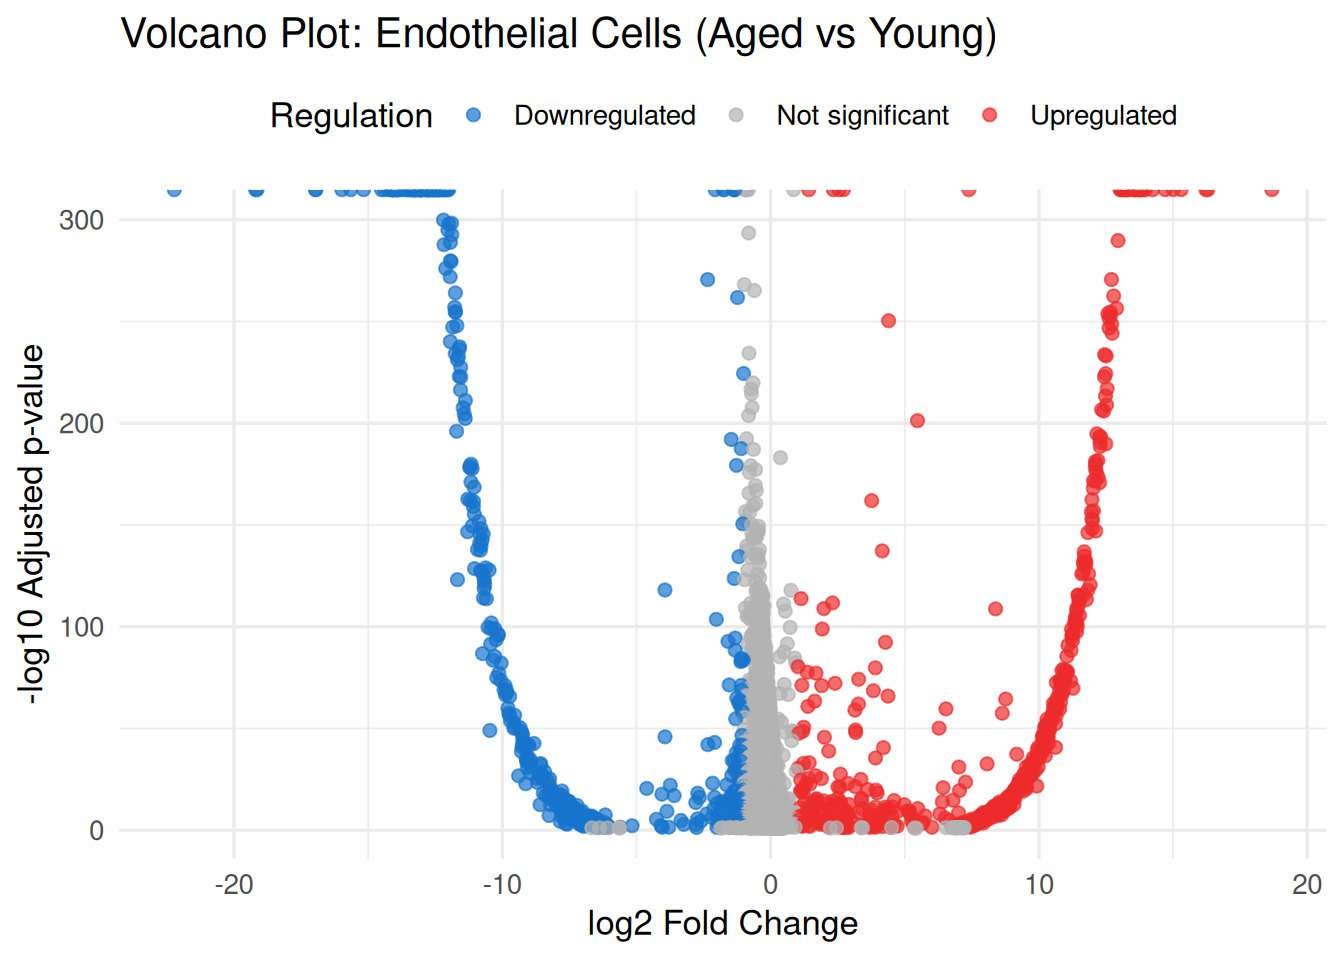 Volcano Plot: Endothelial Cells (Aged vs Young)
Regulation Downregulated Not significant Upregulated
-log10 Adjusted p-value
300
200
100
0
-20 -10 0 10 20
log2 Fold Change